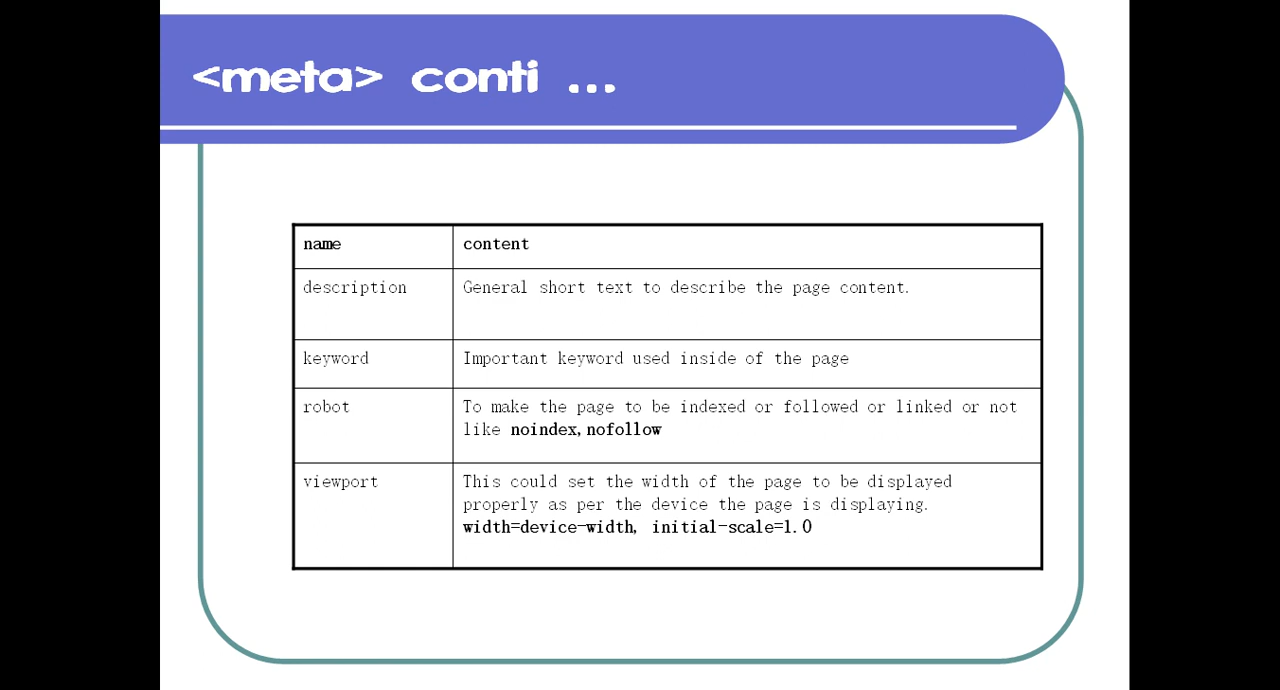 <meta> conti ...
name content
description General short text to describe the page content.
keyword Important keyword used inside of the page
robot To make the page to be indexed or followed or linked or not
like noindex,nofollow
viewport This could set the width of the page to be displayed
properly as per the device the page is displaying.
width=device-width, initial-scale=1.0